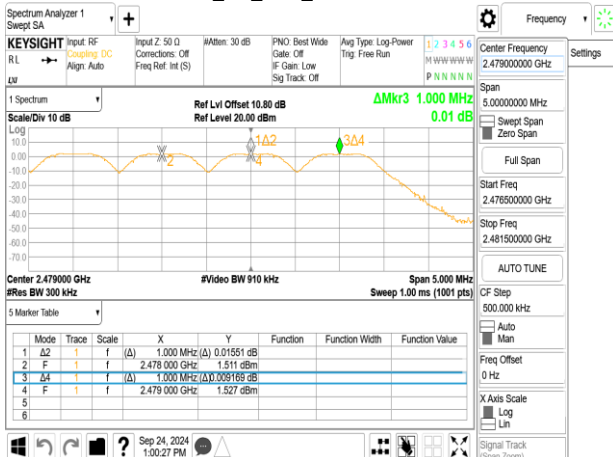 Spectrum Analyzer 1
Swept SA
+
Frequency
KEYSIGHT
RL
LXI
Input: RF
Coupling: DC
Align: Auto
Input Z: 50 Ω
Corrections: Off
Freq Ref: Int (S)
#Atten: 30 dB
PNO: Best Wide
Gate: Off
IF Gain: Low
Sig Track: Off
Avg Type: Log-Power
Trig: Free Run
1 2 3 4 5 6
M W W W W W
P N N N N N
Center Frequency
2.479000000 GHz
Settings
Span
5.00000000 MHz
Swept Span
Zero Span
Full Span
Start Freq
2.476500000 GHz
Stop Freq
2.481500000 GHz
AUTO TUNE
CF Step
500.000 kHz
Auto
Man
Freq Offset
0 Hz
X Axis Scale
Log
Lin
Signal Track
(Span Zoom)
1 Spectrum
Scale/Div 10 dB
Log
Ref Lvl Offset 10.80 dB
Ref Level 20.00 dBm
ΔMkr3 1.000 MHz
0.01 dB
10.0
0.00
-10.0
-20.0
-30.0
-40.0
-50.0
-60.0
-70.0
2
1Δ2
4
3Δ4
Center 2.479000 GHz
#Res BW 300 kHz
#Video BW 910 kHz
Span 5.000 MHz
Sweep 1.00 ms (1001 pts)
5 Marker Table
Mode Trace Scale X Y Function Function Width Function Value
1 Δ2 1 f (Δ) 1.000 MHz (Δ) 0.01551 dB
2 F 1 f 2.478 000 GHz 1.511 dBm
3 Δ4 1 f (Δ) 1.000 MHz (Δ) 0.009169 dB
4 F 1 f 2.479 000 GHz 1.527 dBm
5
6
?
Sep 24, 2024
1:00:27 PM